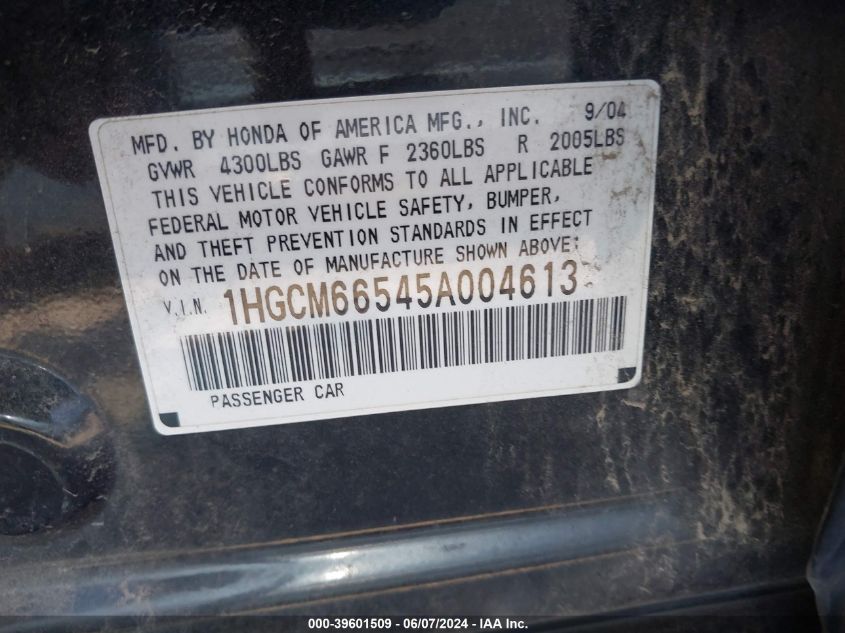 MFD. BY HONDA OF AMERICA MFG., INC. 9/04
GVWR 4300LBS GAWR F 2360LBS R 2005LBS
THIS VEHICLE CONFORMS TO ALL APPLICABLE
FEDERAL MOTOR VEHICLE SAFETY, BUMPER,
AND THEFT PREVENTION STANDARDS IN EFFECT
ON THE DATE OF MANUFACTURE SHOWN ABOVE:
V.I.N. 1HGCM66545A004613
PASSENGER CAR
000-39601509 - 06/07/2024 - IAA Inc.